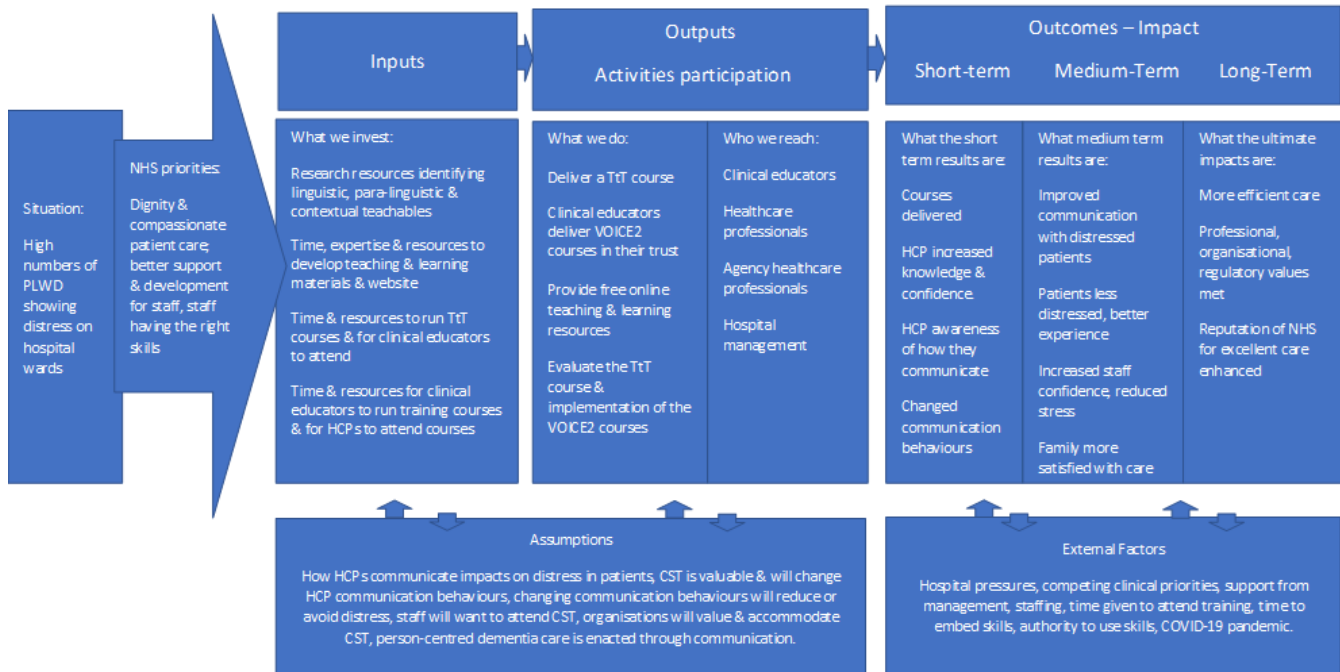 Situation:
High
numbers of
PLWD
showing
distress on
hospital
wards
NHS priorities:
Dignity &
compassionate
patient care;
better support
& development
for staff, staff
having the right
skills
Inputs
Outputs
Activities participation
Outcomes – Impact
Short-term
Medium-Term
Long-Term
What we invest:
Research resources identifying
linguistic, para-linguistic &
contextual teachables
Time, expertise & resources to
develop teaching & learning
materials & website
Time & resources to run TtT
courses & for clinical educators
to attend
Time & resources for clinical
educators to run training courses
& for HCPs to attend courses
What we do:
Deliver a TtT course
Clinical educators
deliver VOICE2
courses in their trust
Provide free online
teaching & learning
resources
Evaluate the TtT
course &
implementation of the
VOICE2 courses
Who we reach:
Clinical educators
Healthcare
professionals
Agency healthcare
professionals
Hospital
management
What the short
term results are:
Courses
delivered
HCP increased
knowledge &
confidence.
HCP awareness
of how they
communicate
Changed
communication
behaviours
What medium term
results are:
Improved
communication
with distressed
patients
Patients less
distressed, better
experience
Increased staff
confidence, reduced
stress
Family more
satisfied with care
What the ultimate
impacts are:
More efficient care
Professional,
organisational,
regulatory values
met
Reputation of NHS
for excellent care
enhanced
Assumptions
How HCPs communicate impacts on distress in patients, CST is valuable & will change
HCP communication behaviours, changing communication behaviours will reduce or
avoid distress, staff will want to attend CST, organisations will value & accommodate
CST, person-centred dementia care is enacted through communication.
External Factors
Hospital pressures, competing clinical priorities, support from
management, staffing, time given to attend training, time to
embed skills, authority to use skills, COVID-19 pandemic.